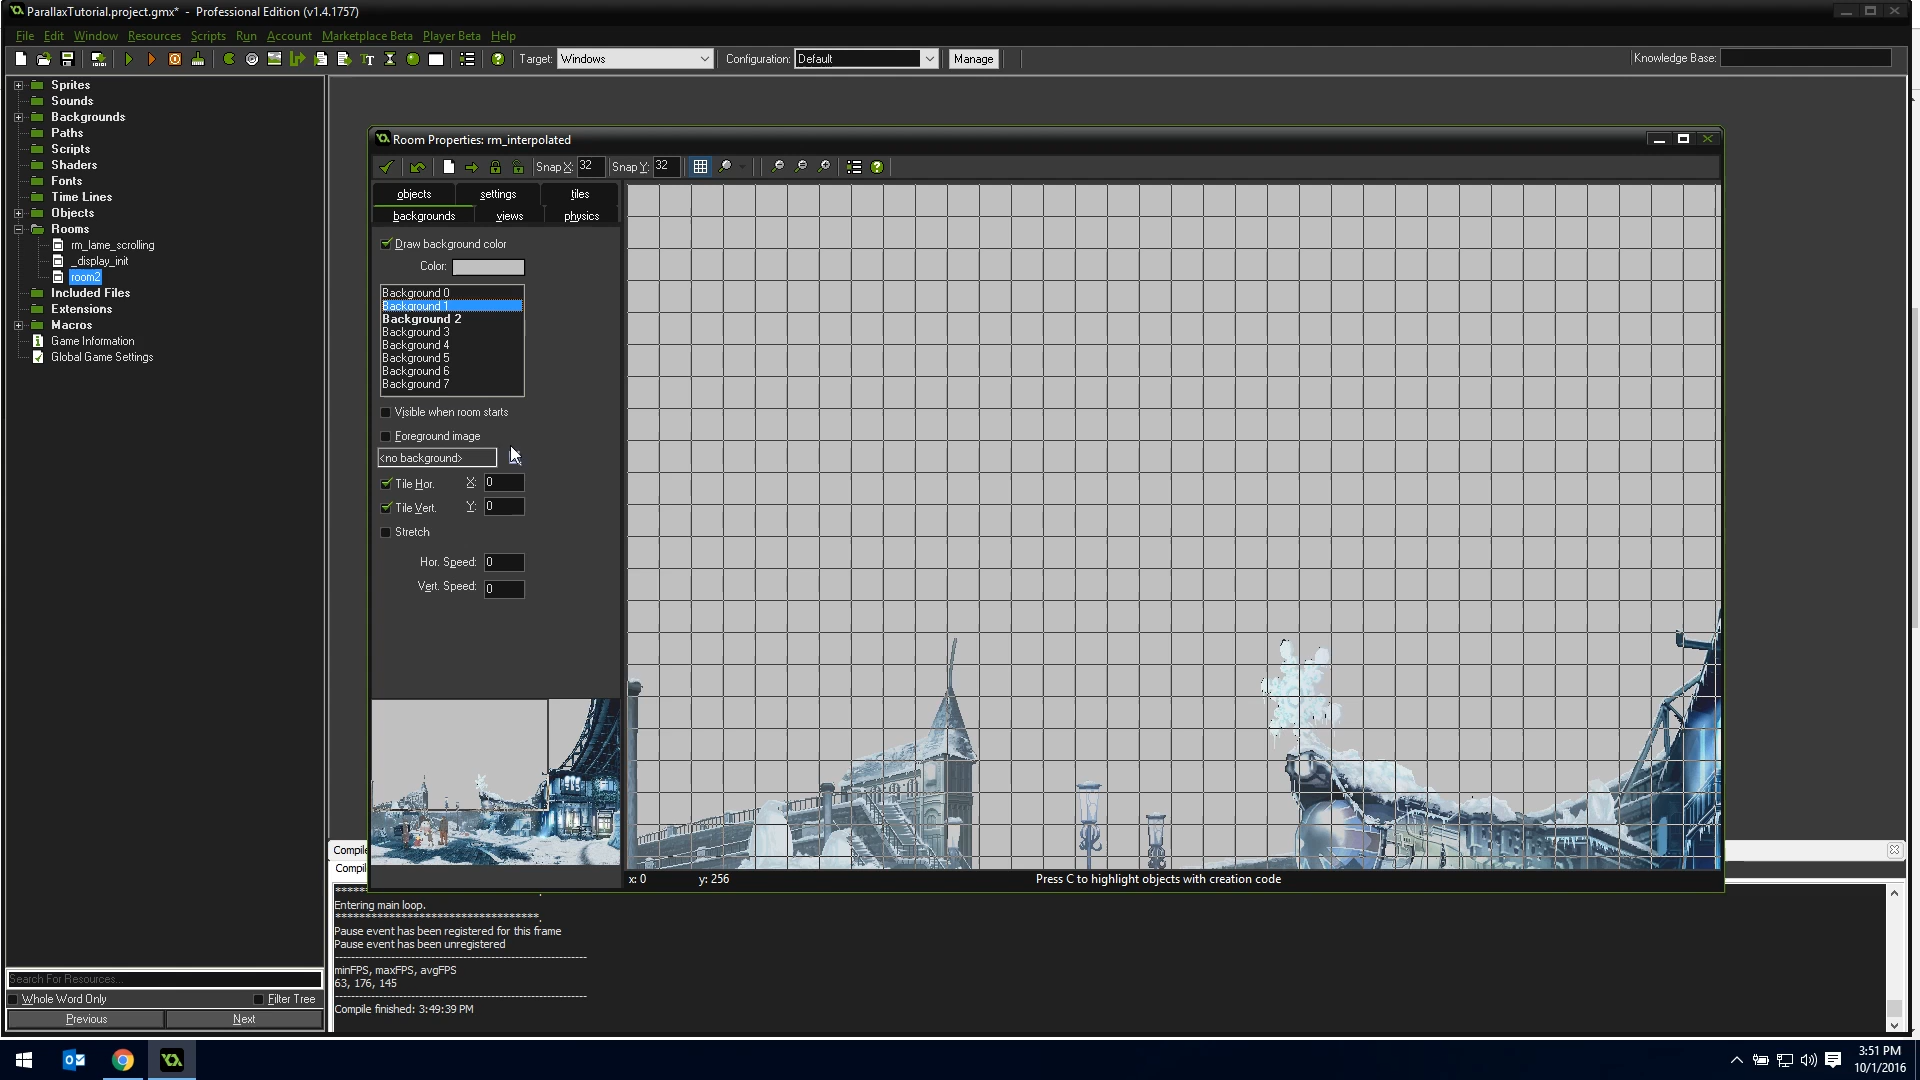 ParallaxTutorial.project.gmx* - Professional Edition (v1.4.1757)
File Edit Window Resources Scripts Run Account Marketplace Beta Player Beta Help
Target: Windows Configuration: Default Manage Knowledge Base:
Sprites
Sounds
Backgrounds
Paths
Scripts
Shaders
Fonts
Time Lines
Objects
Rooms
rm_lame_scrolling
_display_init
room2
Included Files
Extensions
Macros
Game Information
Global Game Settings
Search For Resources...
Whole Word Only Filter Tree
Previous Next
Room Properties: rm_interpolated
Snap X: 32 Snap Y: 32
objects settings tiles
backgrounds views physics
Draw background color
Color:
Background 0
Background 1
Background 2
Background 3
Background 4
Background 5
Background 6
Background 7
Visible when room starts
Foreground image
<no background>
Tile Hor. X: 0
Tile Vert. Y: 0
Stretch
Hor. Speed: 0
Vert. Speed: 0
x: 0 y: 256 Press C to highlight objects with creation code
Compile
Compil
Entering main loop.
Pause event has been registered for this frame
Pause event has been unregistered
minFPS, maxFPS, avgFPS
63, 176, 145
Compile finished: 3:49:39 PM
3:51 PM
10/1/2016